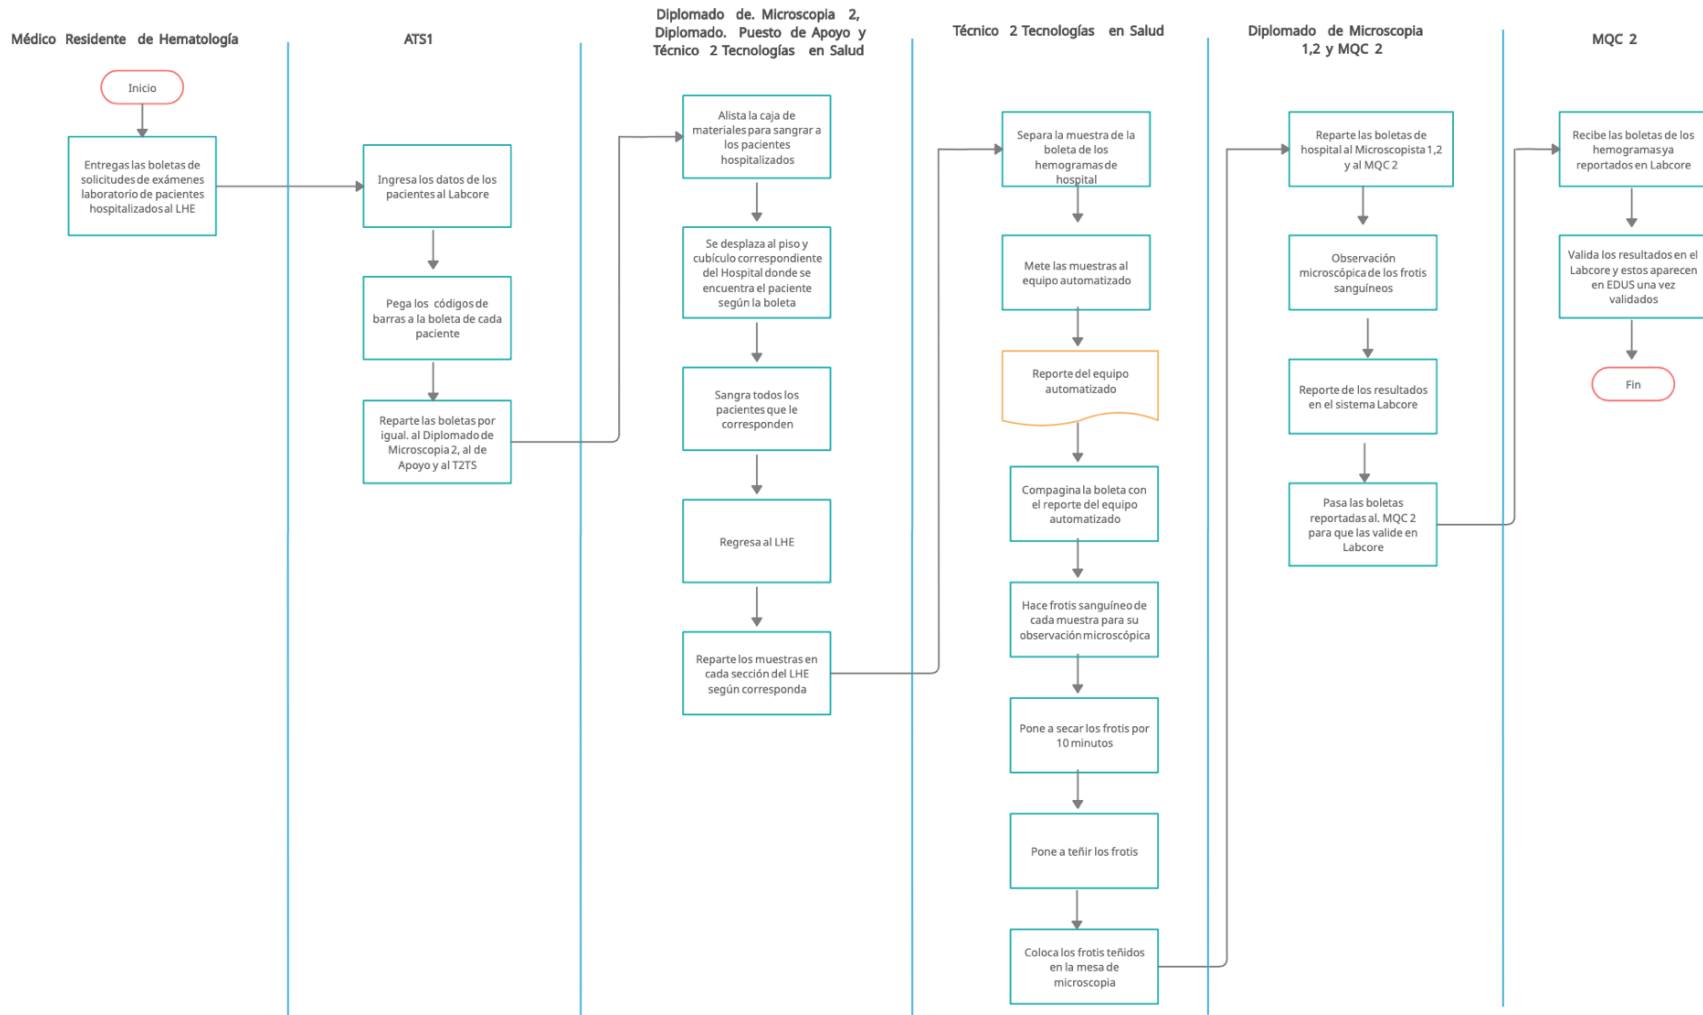 Médico Residente de Hematología
Inicio
Entregas las boletas de
solicitudes de exámenes
laboratorio de pacientes
hospitalizados al LHE
ATS1
Ingresa los datos de los
pacientes al Labcore
Pega los códigos de
barras a la boleta de cada
paciente
Reparte las boletas por
igual. al Diplomado de
Microscopia 2, al de
Apoyo y al T2TS
Diplomado de. Microscopia 2,
Diplomado. Puesto de Apoyo y
Técnico 2 Tecnologías en Salud
Alista la caja de
materiales para sangrar a
los pacientes
hospitalizados
Se desplaza al piso y
cubículo correspondiente
del Hospital donde se
encuentra el paciente
según la boleta
Sangra todos los
pacientes que le
corresponden
Regresa al LHE
Reparte los muestras en
cada sección del LHE
según corresponda
Técnico 2 Tecnologías en Salud
Separa la muestra de la
boleta de los
hemogramas de
hospital
Mete las muestras al
equipo automatizado
Reporte del equipo
automatizado
Compagina la boleta con
el reporte del equipo
automatizado
Hace frotis sanguíneo de
cada muestra para su
observación microscópica
Pone a secar los frotis por
10 minutos
Pone a teñir los frotis
Coloca los frotis teñidos
en la mesa de
microscopia
Diplomado de Microscopia
1,2 y MQC 2
Reparte las boletas de
hospital al Microscopista 1,2
y al MQC 2
Observación
microscópica de los frotis
sanguíneos
Reporte de los resultados
en el sistema Labcore
Pasa las boletas
reportadas al. MQC 2
para que las valide en
Labcore
MQC 2
Recibe las boletas de los
hemogramas ya
reportados en Labcore
Valida los resultados en el
Labcore y estos aparecen
en EDUS una vez
validados
Fin